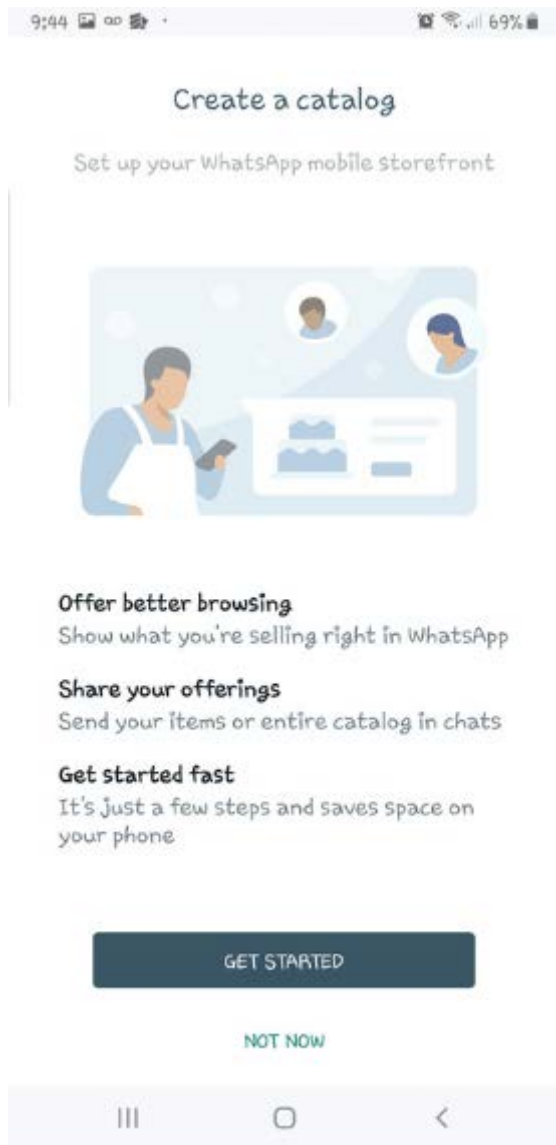 9:44 69%
Create a catalog
Set up your WhatsApp mobile storefront
Offer better browsing
Show what you're selling right in WhatsApp
Share your offerings
Send your items or entire catalog in chats
Get started fast
It's just a few steps and saves space on
your phone
GET STARTED
NOT NOW